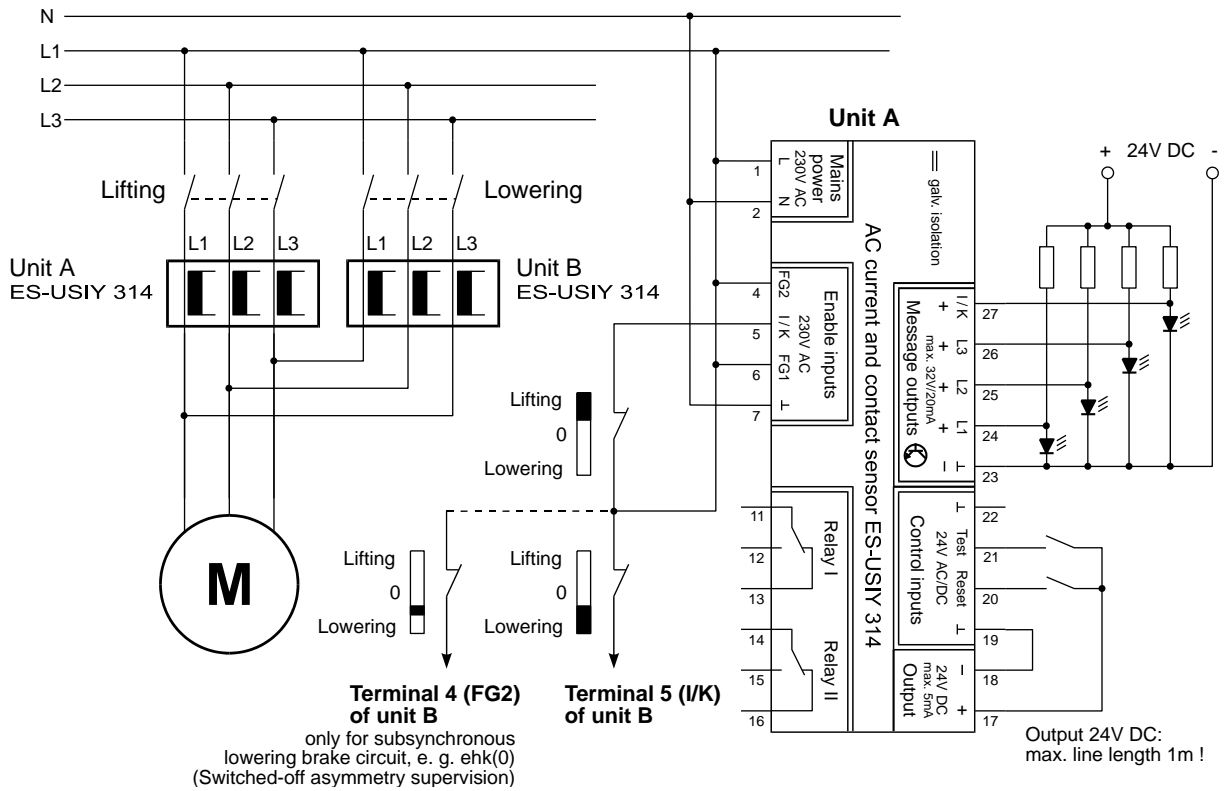 N
L1
L2
L3
Lifting
Lowering
L1 L2 L3
L1 L2 L3
Unit A
ES-USIY 314
Unit B
ES-USIY 314
M
Lifting
0
Lowering
Lifting
0
Lowering
Lifting
0
Lowering
Terminal 4 (FG2)
of unit B
only for subsynchronous
lowering brake circuit, e. g. ehk(0)
(Switched-off asymmetry supervision)
Terminal 5 (I/K)
of unit B
Unit A
AC current and contact sensor ES-USIY 314
galv. isolation
Mains
power
230V AC
L
N
1
2
Enable inputs
230V AC
FG2
I/K
FG1
⊥
4
5
6
7
Relay I
11
12
13
Relay II
14
15
16
Message outputs
max. 32V/20mA
+ I/K
+ L3
+ L2
+ L1
− ⊥
27
26
25
24
23
Control inputs
24V AC/DC
⊥
Test
Reset
⊥
22
21
20
19
Output
24V DC
max. 5mA
−
+
18
17
+ 24V DC -
Output 24V DC:
max. line length 1m !